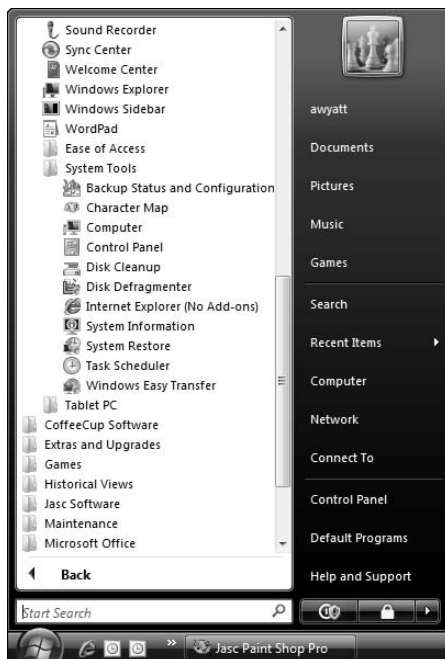 Sound Recorder
Sync Center
Welcome Center
Windows Explorer
Windows Sidebar
WordPad
Ease of Access
System Tools
Backup Status and Configuration
Character Map
Computer
Control Panel
Disk Cleanup
Disk Defragmenter
Internet Explorer (No Add-ons)
System Information
System Restore
Task Scheduler
Windows Easy Transfer
Tablet PC
CoffeeCup Software
Extras and Upgrades
Games
Historical Views
Jasc Software
Maintenance
Microsoft Office
Back
Start Search
awyatt
Documents
Pictures
Music
Games
Search
Recent Items
Computer
Network
Connect To
Control Panel
Default Programs
Help and Support
Jasc Paint Shop Pro